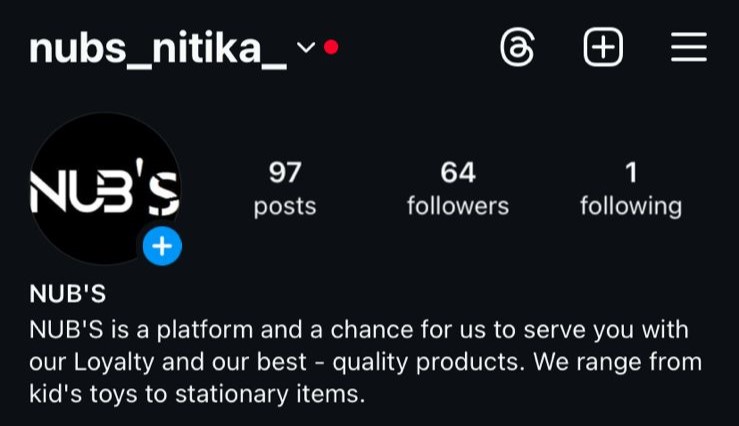 nubs_nitika_
NUB'S
97
posts
64
followers
1
following
NUB'S
NUB'S is a platform and a chance for us to serve you with
our Loyalty and our best - quality products. We range from
kid's toys to stationary items.